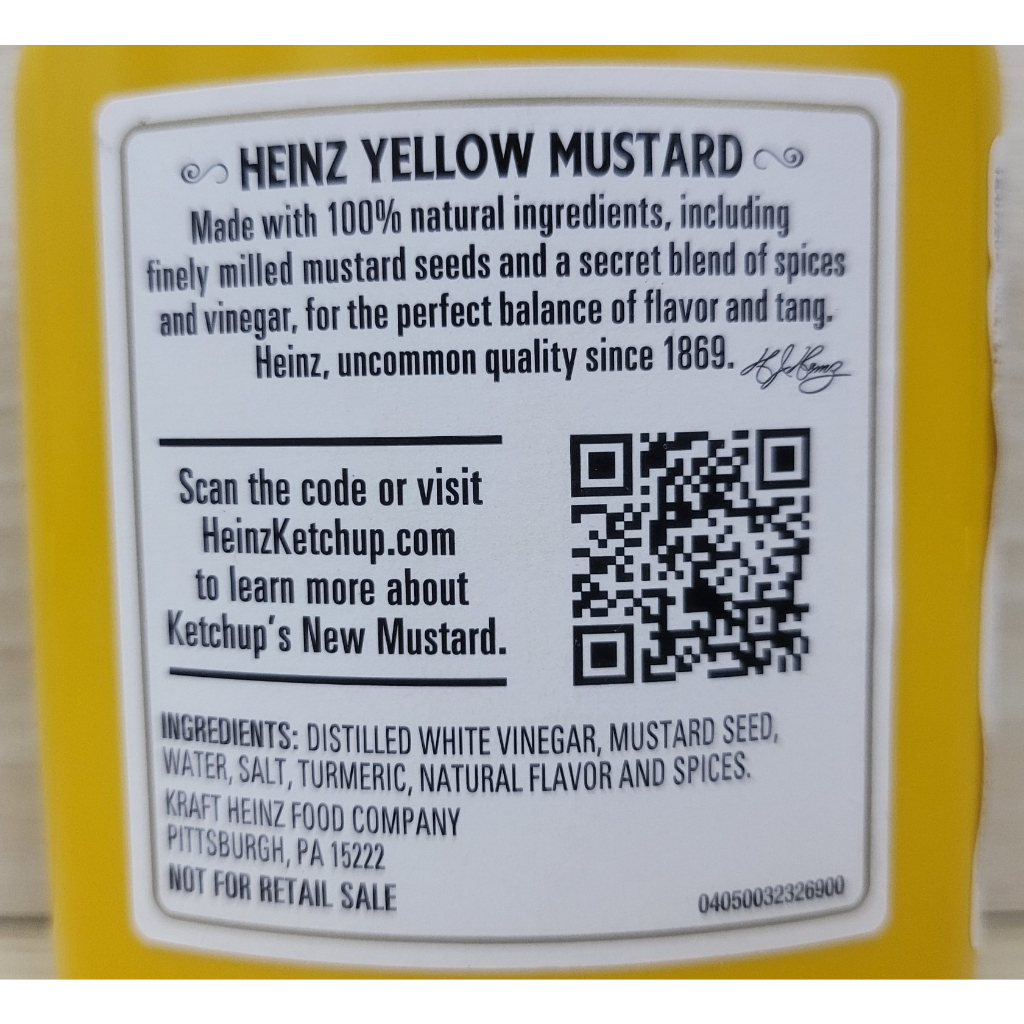 HEINZ YELLOW MUSTARD
Made with 100% natural ingredients, including
finely milled mustard seeds and a secret blend of spices
and vinegar, for the perfect balance of flavor and tang.
Heinz, uncommon quality since 1869.
HJHeinz
Scan the code or visit
HeinzKetchup.com
to learn more about
Ketchup's New Mustard.
INGREDIENTS: DISTILLED WHITE VINEGAR, MUSTARD SEED,
WATER, SALT, TURMERIC, NATURAL FLAVOR AND SPICES.
KRAFT HEINZ FOOD COMPANY
PITTSBURGH, PA 15222
NOT FOR RETAIL SALE
04050032326900